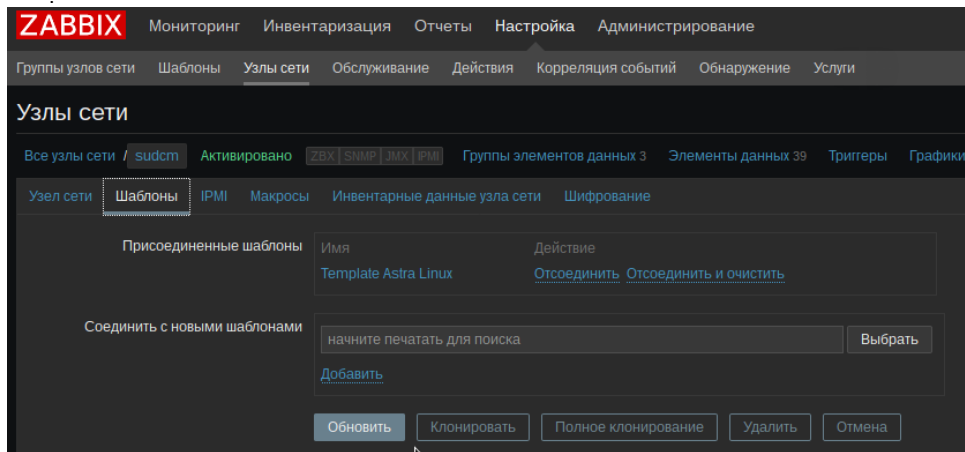 ZABBIX Мониторинг Инвентаризация Отчеты Настройка Администрирование
Группы узлов сети Шаблоны Узлы сети Обслуживание Действия Корреляция событий Обнаружение Услуги
Узлы сети
Все узлы сети / sudcm Активировано ZBX SNMP JMX IPMI Группы элементов данных 3 Элементы данных 39 Триггеры Графики
Узел сети Шаблоны IPMI Макросы Инвентарные данные узла сети Шифрование
Присоединенные шаблоны Имя Действие
Template Astra Linux Отсоединить Отсоединить и очистить
Соединить с новыми шаблонами начните печатать для поиска Выбрать
Добавить
Обновить Клонировать Полное клонирование Удалить Отмена